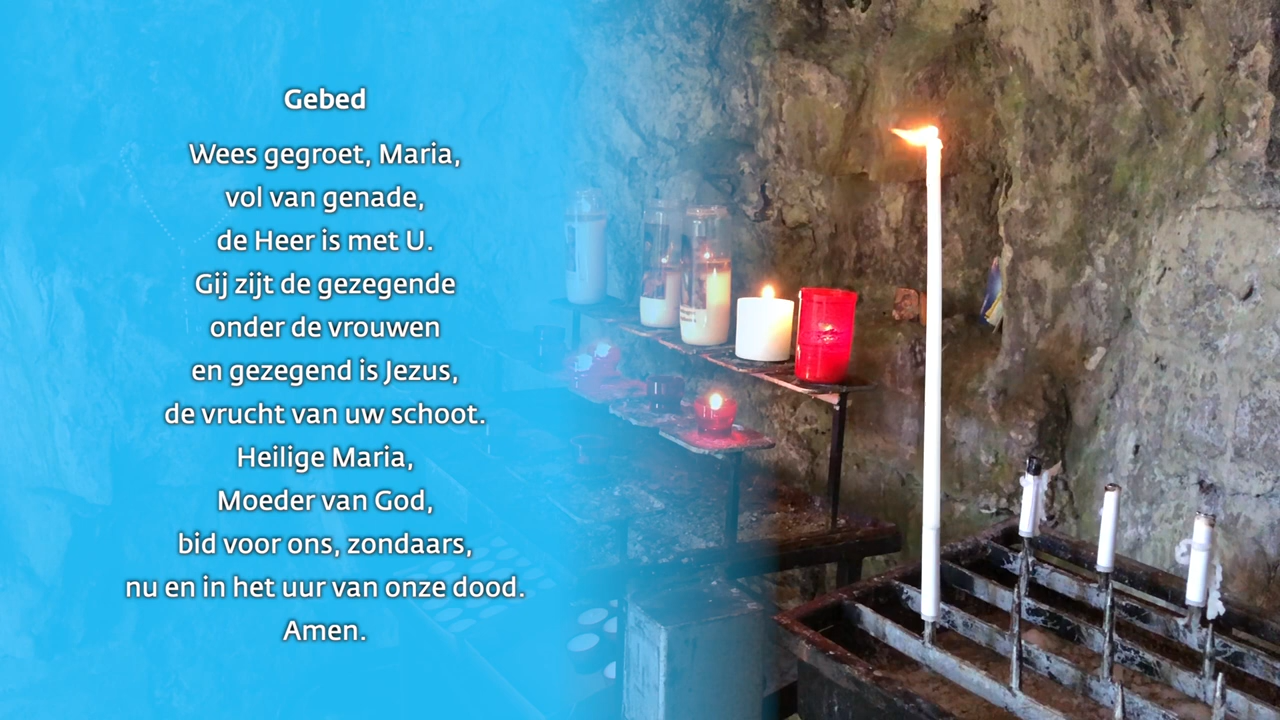 Gebed
Wees gegroet, Maria,
vol van genade,
de Heer is met U.
Gij zijt de gezegende
onder de vrouwen
en gezegend is Jezus,
de vrucht van uw schoot.
Heilige Maria,
Moeder van God,
bid voor ons, zondaars,
nu en in het uur van onze dood.
Amen.